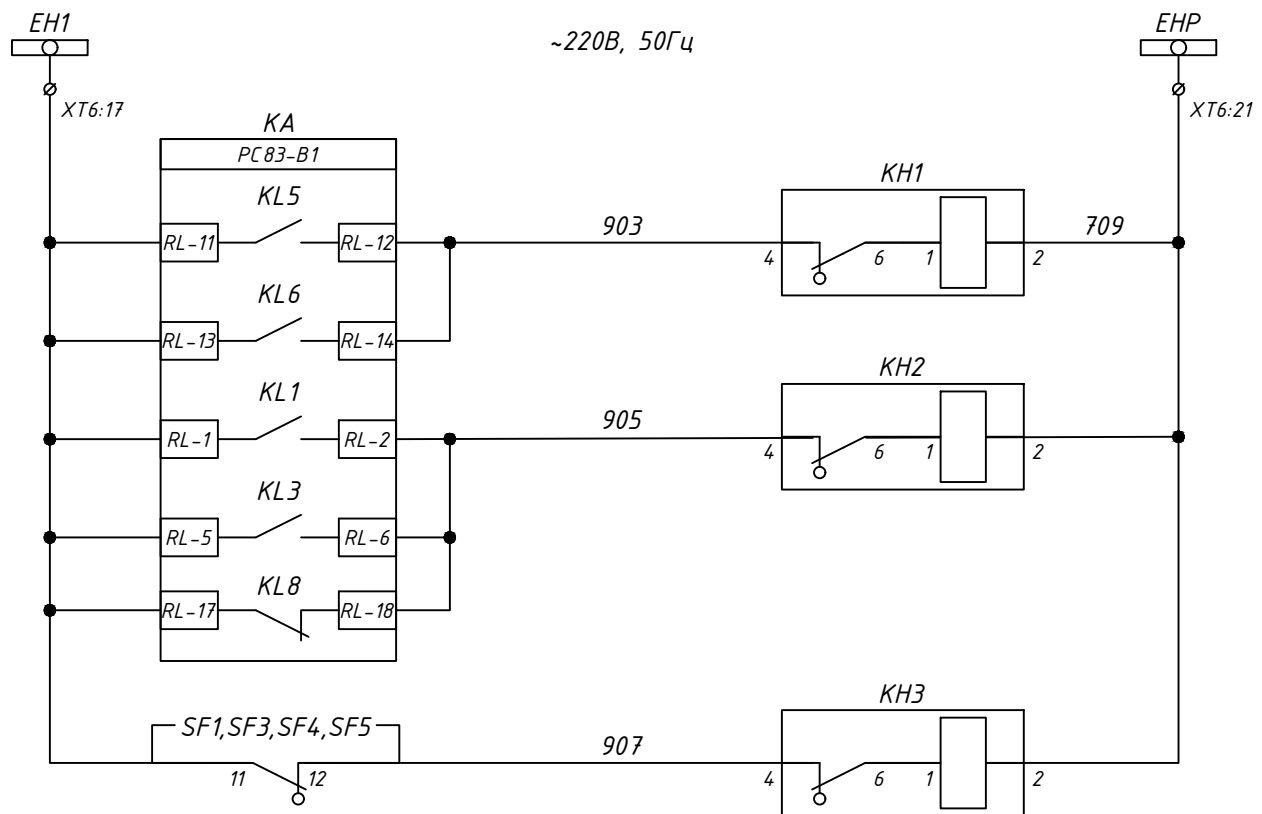 EH1
~220В, 50Гц
EHP
XT6:17
XT6:21
KA
РС83-В1
KH1
KL5
RL-11
RL-12
903
709
4
6
1
2
KL6
RL-13
RL-14
KH2
KL1
RL-1
RL-2
905
4
6
1
2
KL3
RL-5
RL-6
KL8
RL-17
RL-18
KH3
SF1,SF3,SF4,SF5
907
11
12
4
6
1
2